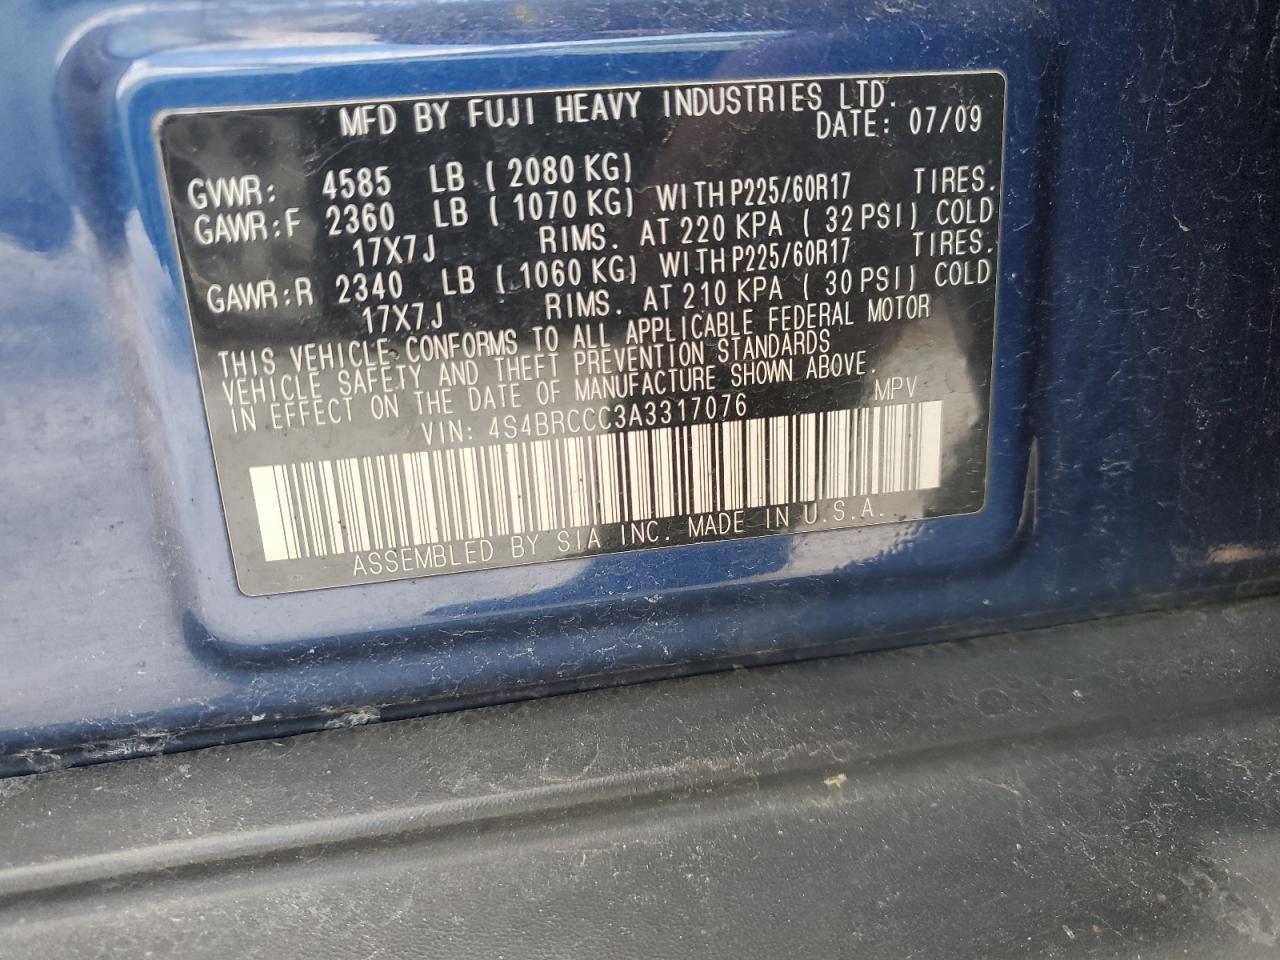 MFD BY FUJI HEAVY INDUSTRIES LTD.
DATE: 07/09
GVWR: 4585 LB ( 2080 KG)
GAWR:F 2360 LB ( 1070 KG) WITH P225/60R17 TIRES.
17X7J RIMS. AT 220 KPA ( 32 PSI) COLD
GAWR:R 2340 LB ( 1060 KG) WITH P225/60R17 TIRES.
17X7J RIMS. AT 210 KPA ( 30 PSI) COLD
THIS VEHICLE CONFORMS TO ALL APPLICABLE FEDERAL MOTOR
VEHICLE SAFETY AND THEFT PREVENTION STANDARDS
IN EFFECT ON THE DATE OF MANUFACTURE SHOWN ABOVE.
VIN: 4S4BRCCC3A3317076 MPV
ASSEMBLED BY SIA INC. MADE IN U.S.A.